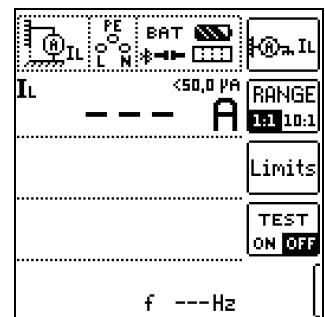 A IL
PE
L N
BAT
A IL
IL
<50,0 µA
--- A
RANGE
1:1 10:1
Limits
TEST
ON OFF
f ---Hz